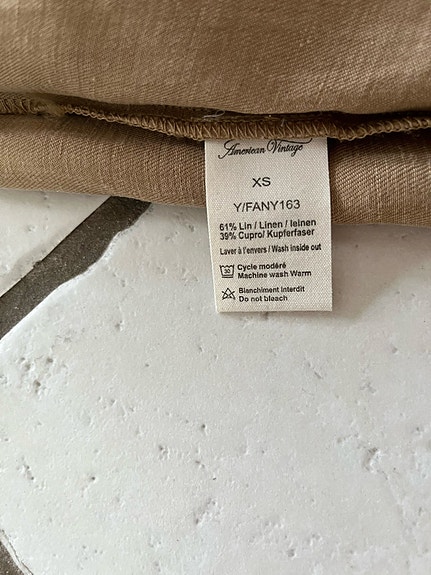 American Vintage
XS
Y/FANY163
61% Lin / Linen / leinen
39% Cupro/ Kupferfaser
Laver à l'envers / Wash inside out
30
Cycle modéré
Machine wash Warm
Blanchiment Interdit
Do not bleach